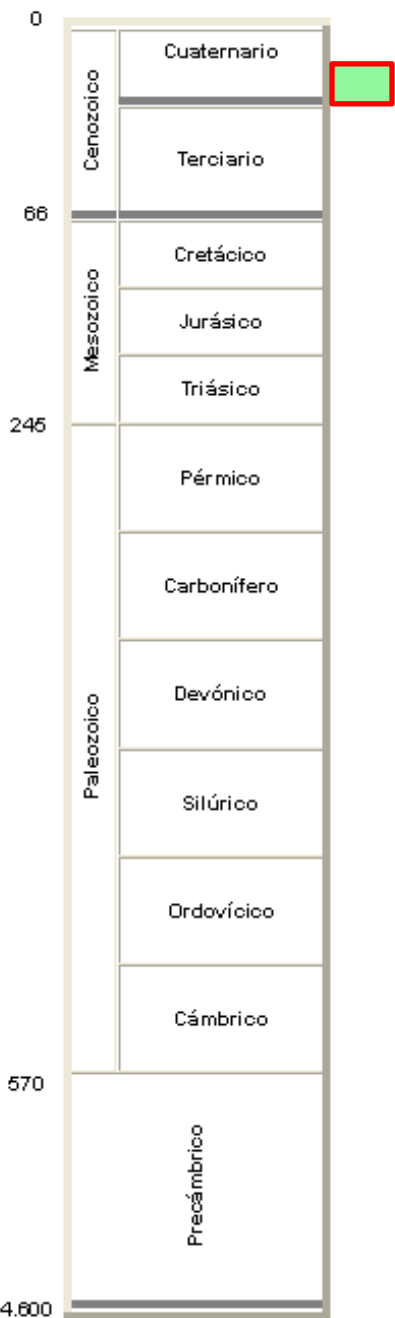 0
Cuaternario
Cenozoico
Terciario
66
Cretácico
Mesozoico
Jurásico
Triásico
245
Pérmico
Carbonífero
Devónico
Paleozoico
Silúrico
Ordovícico
Cámbrico
570
Precámbrico
4.600